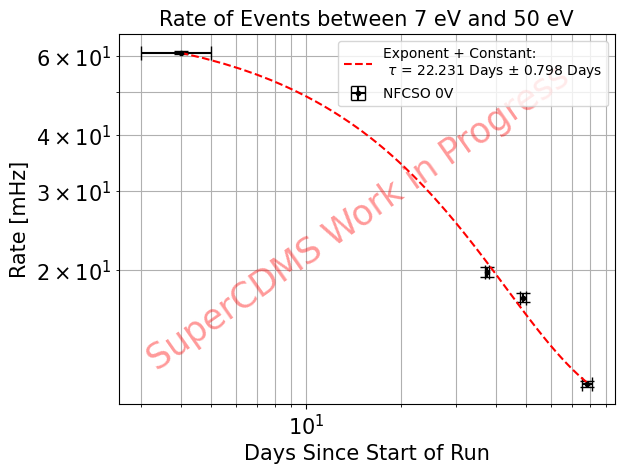 Rate of Events between 7 eV and 50 eV
6 × 10¹
4 × 10¹
3 × 10¹
2 × 10¹
Rate [mHz]
Exponent + Constant:
τ = 22.231 Days ± 0.798 Days
NFCSO 0V
SuperCDMS Work in Progress
10¹
Days Since Start of Run